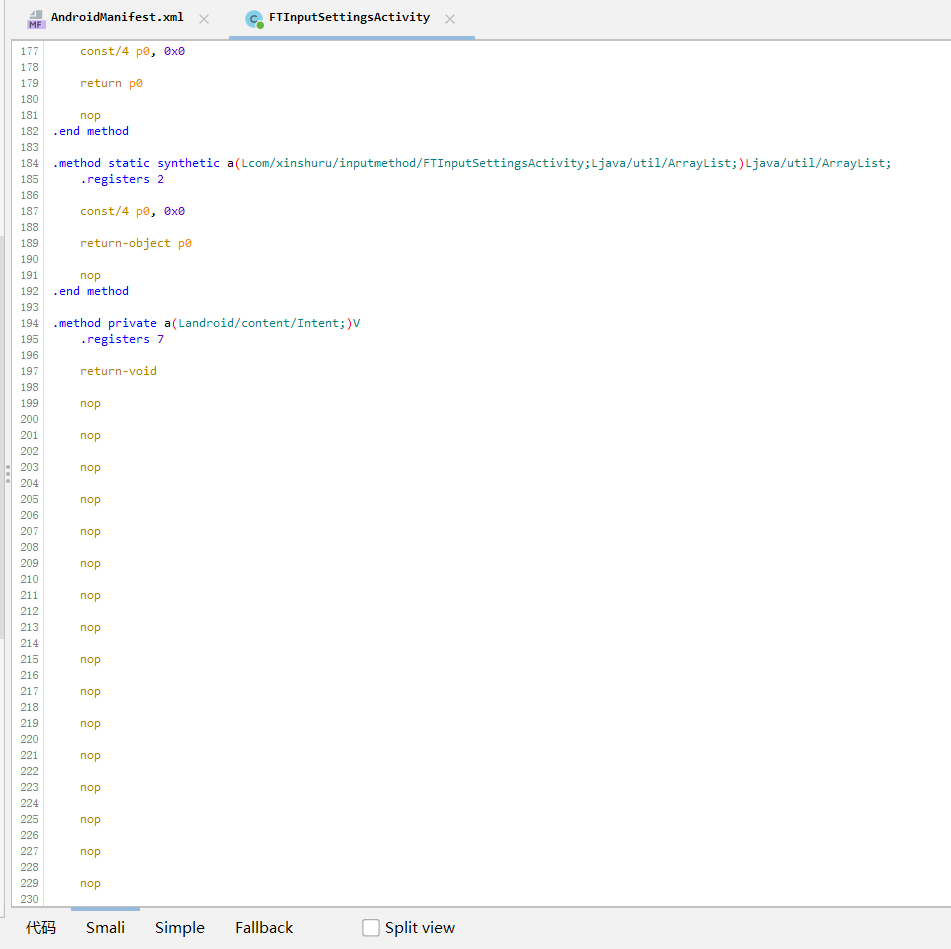 AndroidManifest.xml FTInputSettingsActivity
177 const/4 p0, 0x0
178
179 return p0
180
181 nop
182 .end method
183
184 .method static synthetic a(Lcom/xinshuru/inputmethod/FTInputSettingsActivity;Ljava/util/ArrayList;)Ljava/util/ArrayList;
185 .registers 2
186
187 const/4 p0, 0x0
188
189 return-object p0
190
191 nop
192 .end method
193
194 .method private a(Landroid/content/Intent;)V
195 .registers 7
196
197 return-void
198
199 nop
200
201 nop
202
203 nop
204
205 nop
206
207 nop
208
209 nop
210
211 nop
212
213 nop
214
215 nop
216
217 nop
218
219 nop
220
221 nop
222
223 nop
224
225 nop
226
227 nop
228
229 nop
230
代码 Smali Simple Fallback Split view